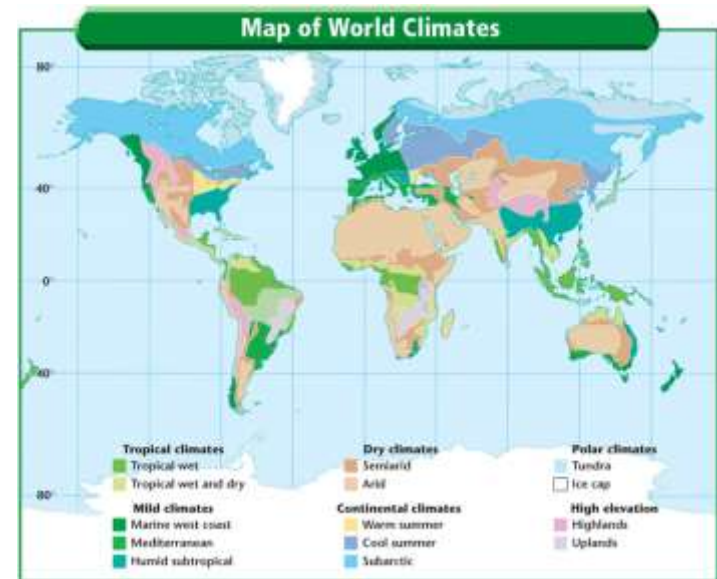 Map of World Climates
80°
40°
0°
40°
80°
Tropical climates
Tropical wet
Tropical wet and dry
Dry climates
Semiarid
Arid
Polar climates
Tundra
Ice cap
Mild climates
Marine west coast
Mediterranean
Humid subtropical
Continental climates
Warm summer
Cool summer
Subarctic
High elevation
Highlands
Uplands